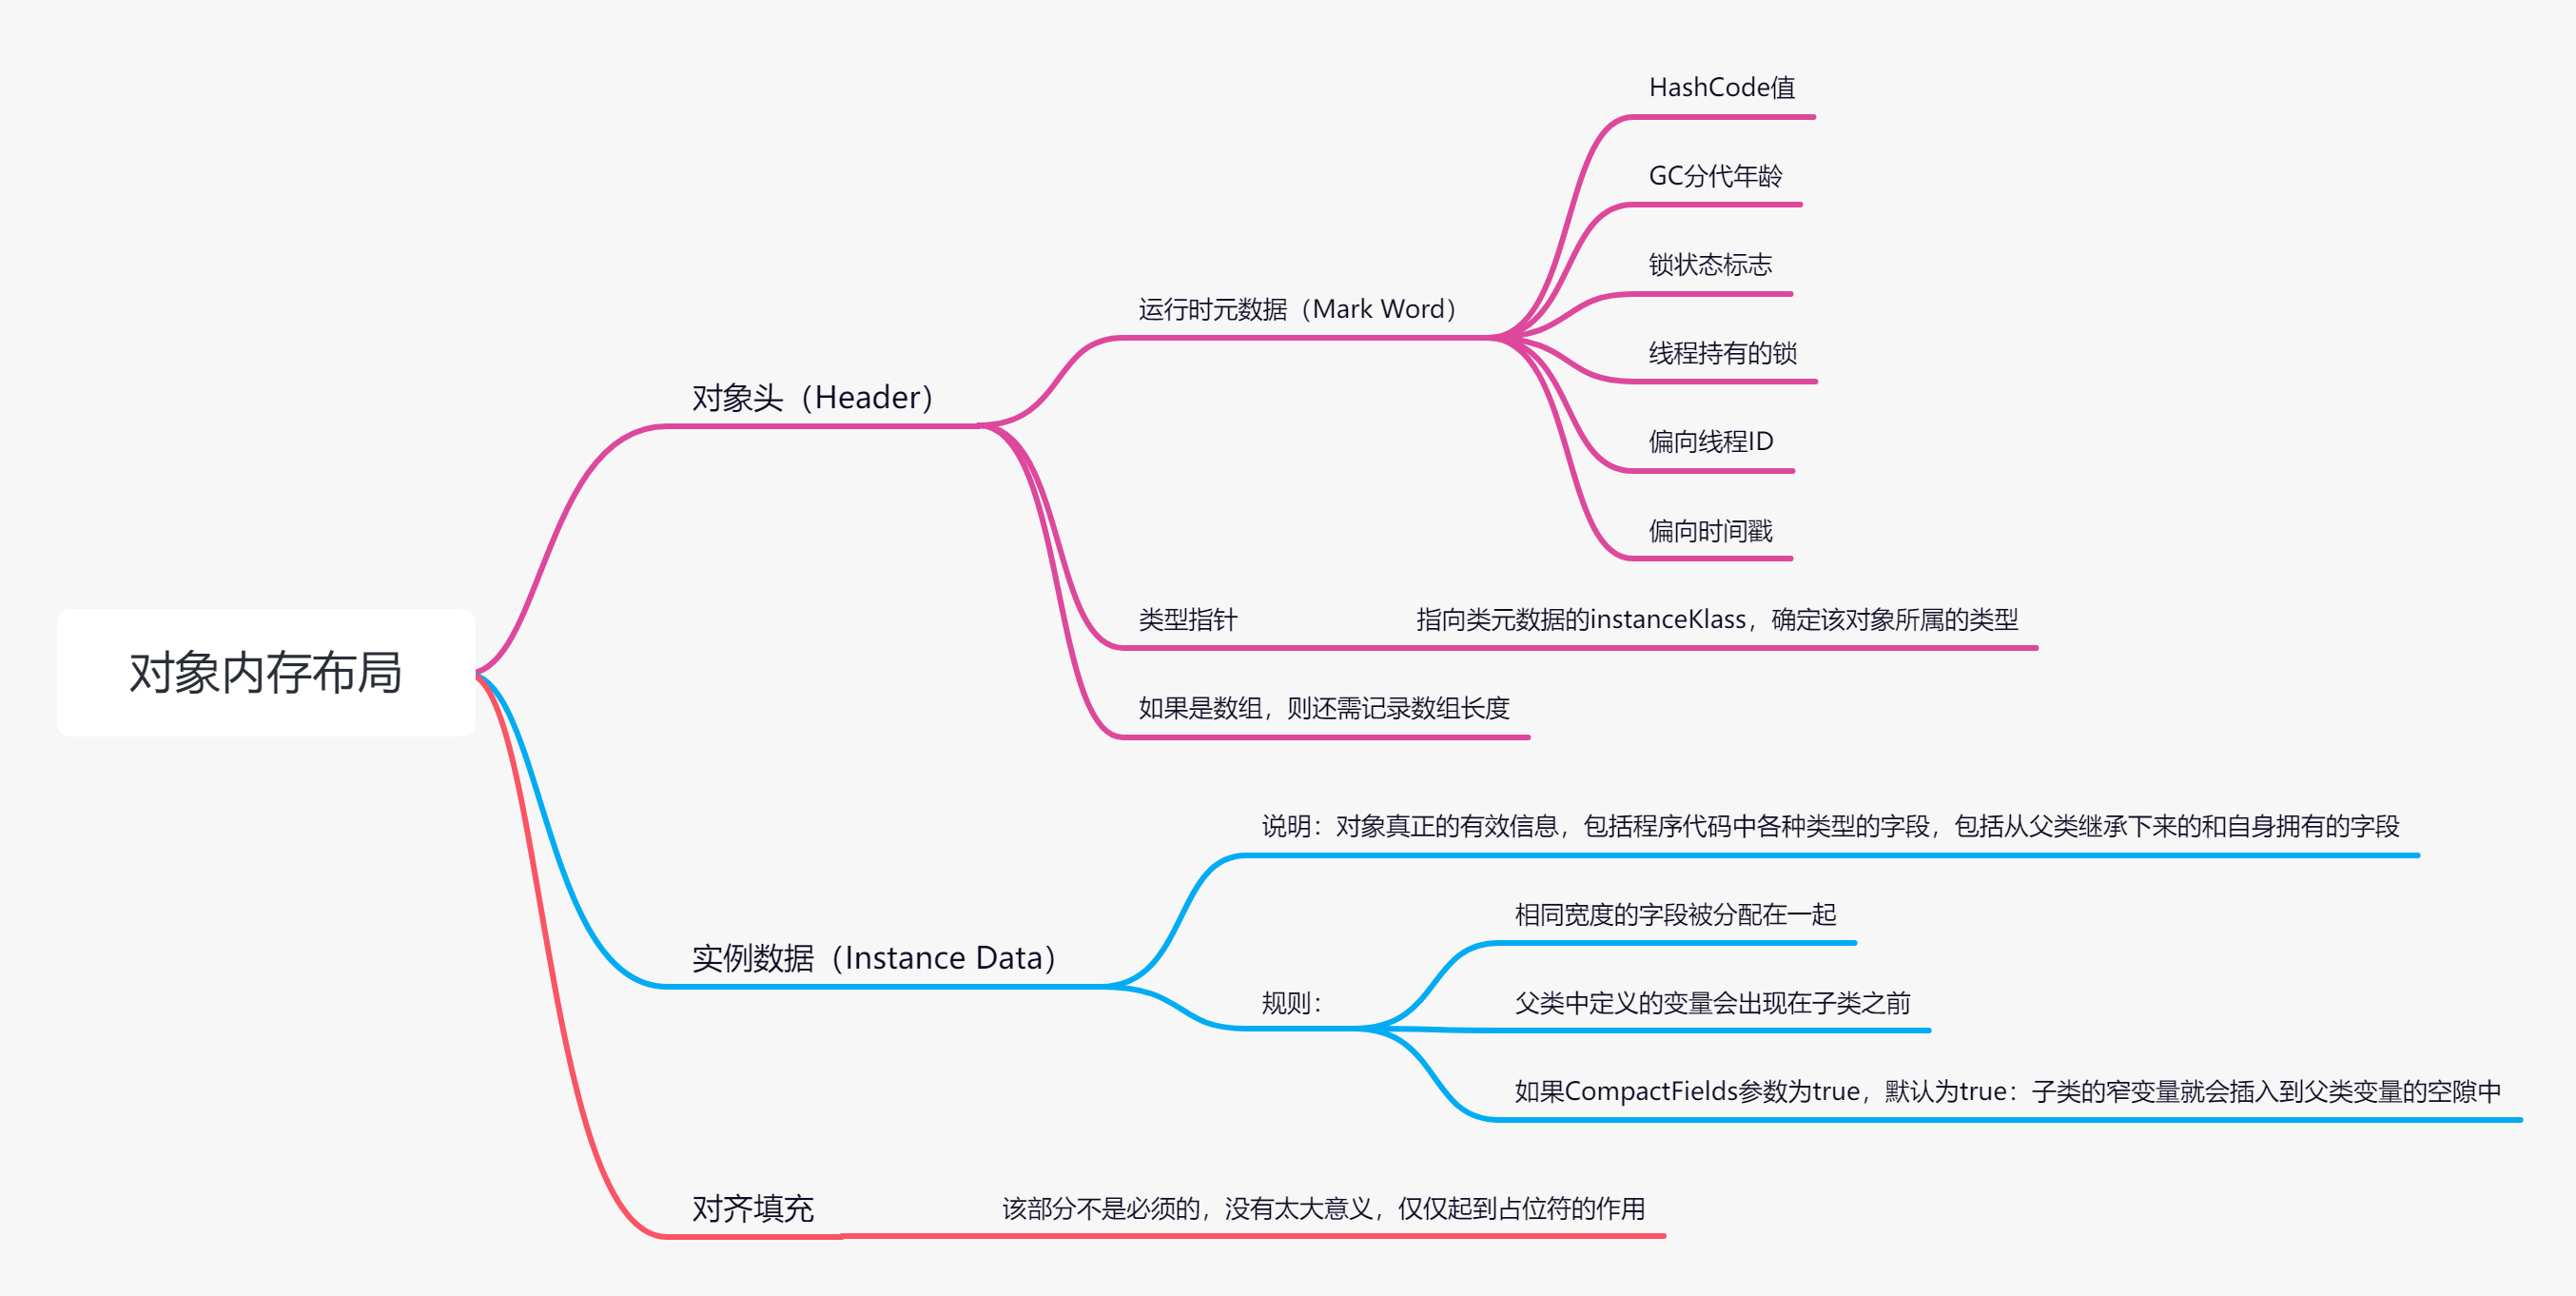 对象内存布局
对象头（Header）
运行时元数据（Mark Word）
HashCode值
GC分代年龄
锁状态标志
线程持有的锁
偏向线程ID
偏向时间戳
类型指针
指向类元数据的instanceKlass，确定该对象所属的类型
如果是数组，则还需记录数组长度
实例数据（Instance Data）
说明：对象真正的有效信息，包括程序代码中各种类型的字段，包括从父类继承下来的和自身拥有的字段
规则：
相同宽度的字段被分配在一起
父类中定义的变量会出现在子类之前
如果CompactFields参数为true，默认为true：子类的窄变量就会插入到父类变量的空隙中
对齐填充
该部分不是必须的，没有太大意义，仅仅起到占位符的作用